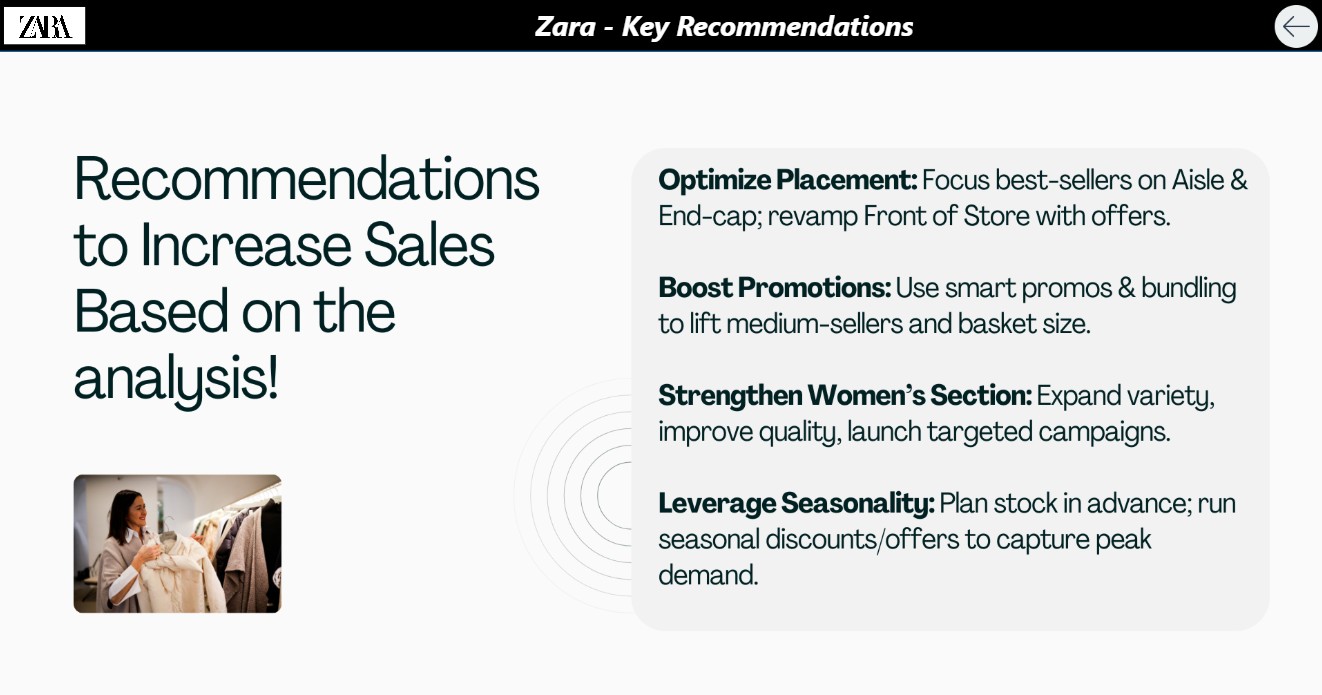 ZARA
Zara - Key Recommendations
Recommendations
to Increase Sales
Based on the
analysis!
Optimize Placement: Focus best-sellers on Aisle &
End-cap; revamp Front of Store with offers.
Boost Promotions: Use smart promos & bundling
to lift medium-sellers and basket size.
Strengthen Women’s Section: Expand variety,
improve quality, launch targeted campaigns.
Leverage Seasonality: Plan stock in advance; run
seasonal discounts/offers to capture peak
demand.